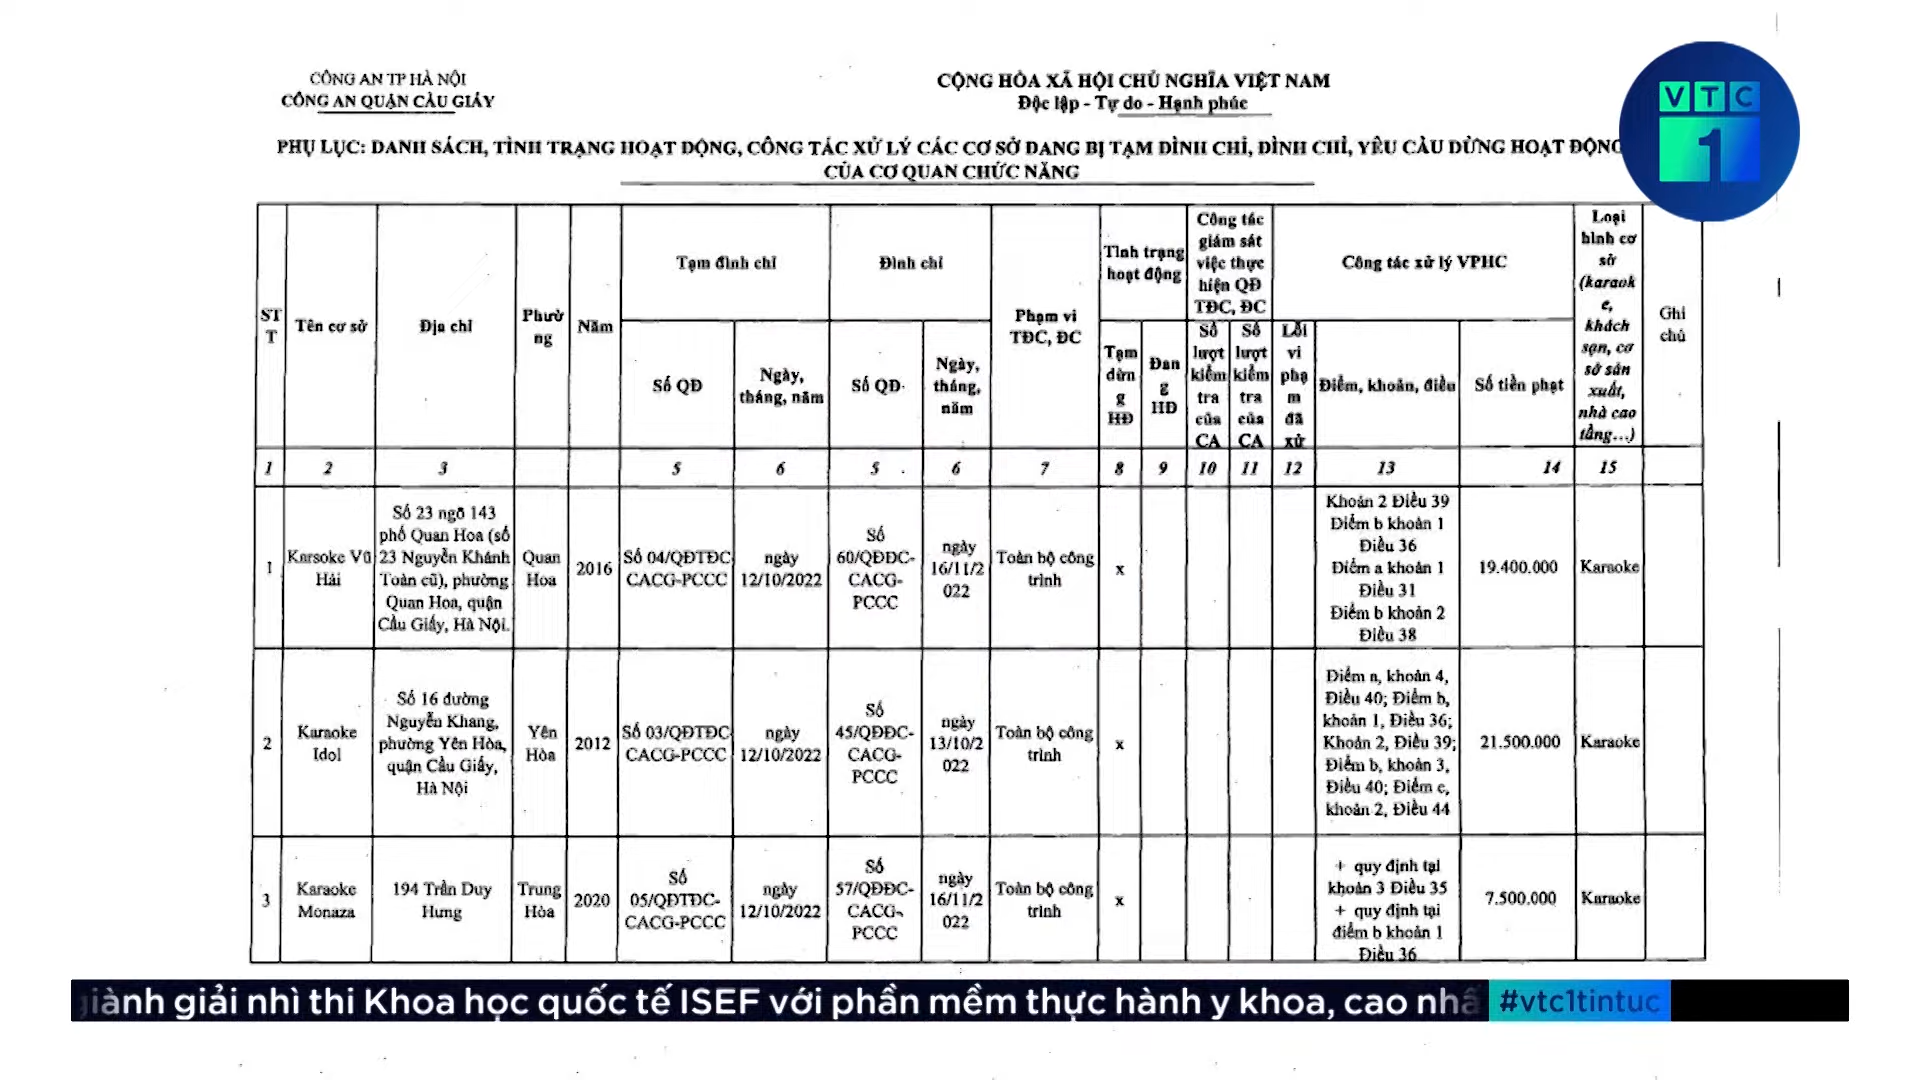 CÔNG AN TP HÀ NỘI
CÔNG AN QUẬN CẦU GIẤY
CỘNG HÒA XÃ HỘI CHỦ NGHĨA VIỆT NAM
Độc lập - Tự do - Hạnh phúc
VTC
1
PHỤ LỤC: DANH SÁCH, TÌNH TRẠNG HOẠT ĐỘNG, CÔNG TÁC XỬ LÝ CÁC CƠ SỞ ĐANG BỊ TẠM ĐÌNH CHỈ, ĐÌNH CHỈ, YÊU CẦU DỪNG HOẠT ĐỘNG
CỦA CƠ QUAN CHỨC NĂNG
ST
T
Tên cơ sở
Địa chỉ
Phườ
ng
Năm
Tạm đình chỉ
Số QĐ
Ngày,
tháng, năm
Đình chỉ
Số QĐ
Ngày,
tháng,
năm
Phạm vi
TĐC, ĐC
Tình trạng
hoạt động
Tạm
dừn
g
HĐ
Đan
g
HĐ
Công tác
giám sát
việc thực
hiện QĐ
TĐC, ĐC
Số
lượt
kiểm
tra
của
CA
Số
lượt
kiểm
tra
của
CA
Công tác xử lý VPHC
Lỗi
vi
phạ
m
đã
xử
Điểm, khoản, điều
Số tiền phạt
Loại
hình cơ
sở
(karaok
e,
khách
sạn, cơ
sở sản
xuất,
nhà cao
tầng...)
Ghi
chú
1 2 3 5 6 5 6 7 8 9 10 11 12 13 14 15
1
Karaoke Vũ
Hải
Số 23 ngõ 143
phố Quan Hoa (số
23 Nguyễn Khánh
Toàn cũ), phường
Quan Hoa, quận
Cầu Giấy, Hà Nội.
Quan
Hoa
2016
Số 04/QĐTĐC-
CACG-PCCC
ngày
12/10/2022
Số
60/QĐĐC-
CACG-
PCCC
ngày
16/11/2
022
Toàn bộ công
trình
x
Khoản 2 Điều 39
Điểm b khoản 1
Điều 36
Điểm a khoản 1
Điều 31
Điểm b khoản 2
Điều 38
19.400.000
Karaoke
2
Karaoke
Idol
Số 16 đường
Nguyễn Khang,
phường Yên Hòa,
quận Cầu Giấy,
Hà Nội
Yên
Hòa
2012
Số 03/QĐTĐC-
CACG-PCCC
ngày
12/10/2022
Số
45/QĐĐC-
CACG-
PCCC
ngày
13/10/2
022
Toàn bộ công
trình
x
Điểm a, khoản 4,
Điều 40; Điểm b,
khoản 1, Điều 36;
Khoản 2, Điều 39;
Điểm b, khoản 3,
Điều 40; Điểm c,
khoản 2, Điều 44
21.500.000
Karaoke
3
Karaoke
Monaza
194 Trần Duy
Hưng
Trung
Hòa
2020
Số
05/QĐTĐC-
CACG-PCCC
ngày
12/10/2022
Số
57/QĐĐC-
CACG-
PCCC
ngày
16/11/2
022
Toàn bộ công
trình
x
+ quy định tại
khoản 3 Điều 35
+ quy định tại
điểm b khoản 1
Điều 36
7.500.000
Karaoke
giành giải nhì thi Khoa học quốc tế ISEF với phần mềm thực hành y khoa, cao nhấ
#vtc1tintuc